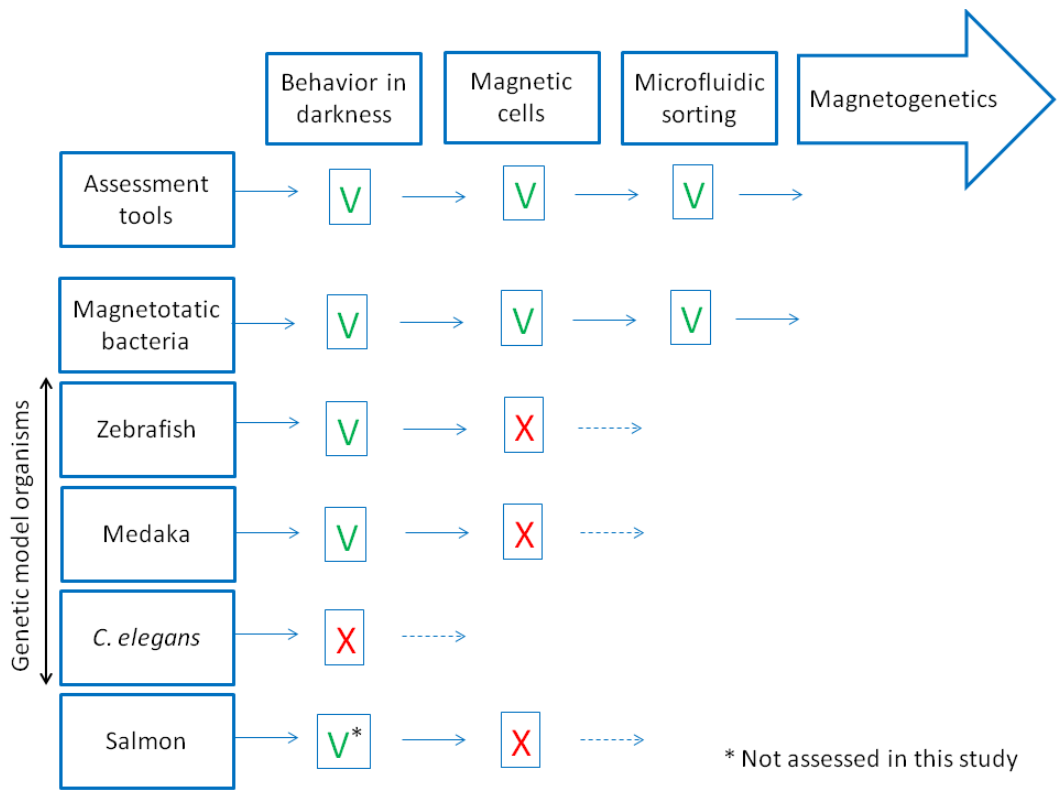 Behavior in
darkness
Magnetic
cells
Microfluidic
sorting
Magnetogenetics
Assessment
tools
V
V
V
Magnetotatic
bacteria
V
V
V
Genetic model organisms
Zebrafish
V
X
Medaka
V
X
C. elegans
X
Salmon
V*
X
* Not assessed in this study